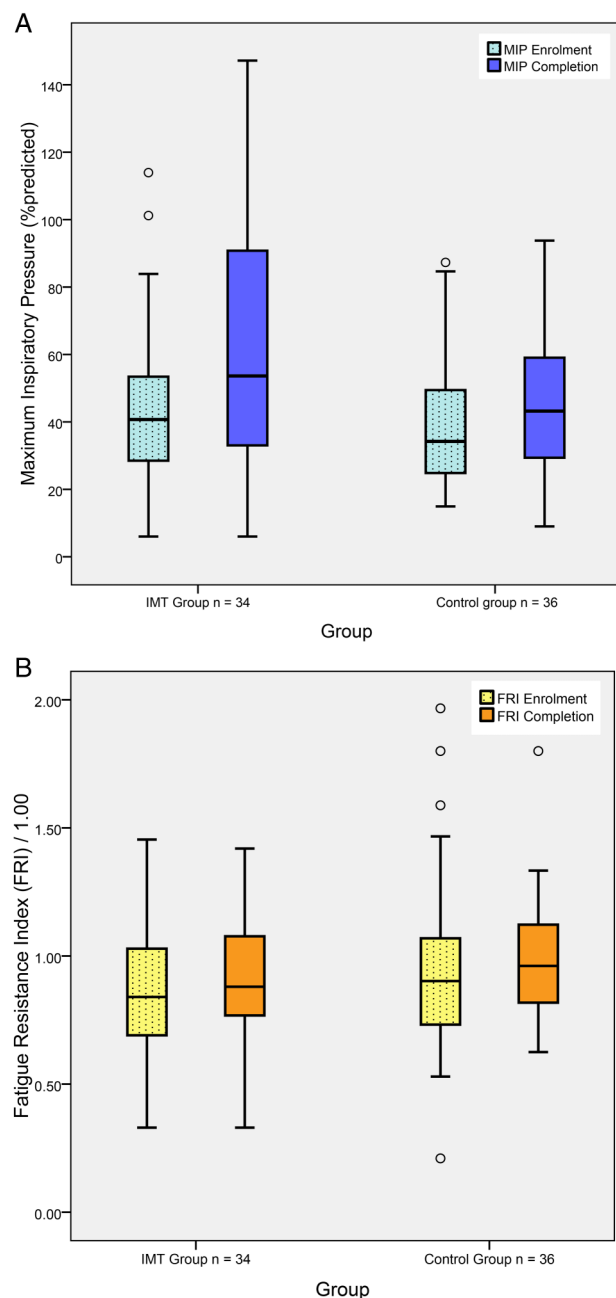 A
MIP Enrolment
MIP Completion
Maximum Inspiratory Pressure (%predicted)
140
120
100
80
60
40
20
0
IMT Group n = 34
Control group n = 36
Group
B
FRI Enrolment
FRI Completion
Fatigue Resistance Index (FRI) / 1.00
2.00
1.50
1.00
0.50
0.00
IMT Group n = 34
Control Group n = 36
Group